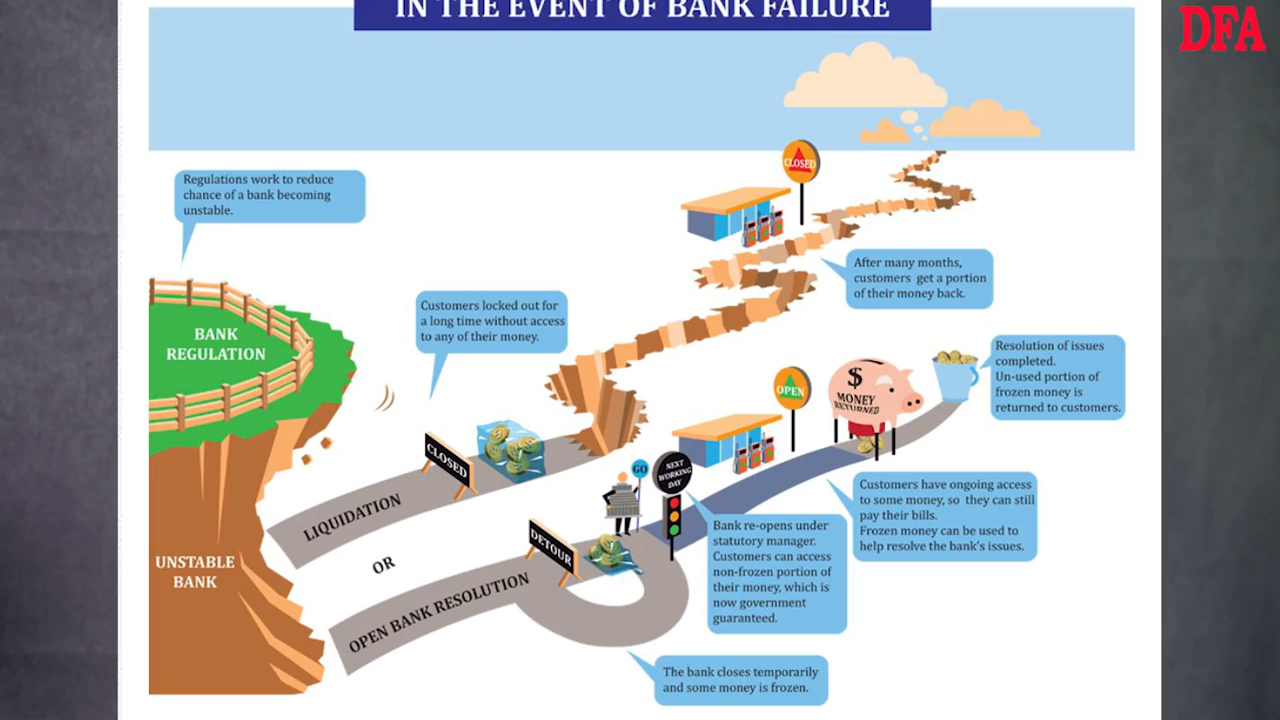 IN THE EVENT OF BANK FAILURE
DFA
CLOSED
Regulations work to reduce
chance of a bank becoming
unstable.
After many months,
customers get a portion
of their money back.
Customers locked out for
a long time without access
to any of their money.
BANK
REGULATION
Resolution of issues
completed.
Un-used portion of
frozen money is
returned to customers.
OPEN
$
MONEY
RETURNED
CLOSED
GO
NEXT
WORKING
DAY
LIQUIDATION
Customers have ongoing access
to some money, so they can still
pay their bills.
Frozen money can be used to
help resolve the bank's issues.
Bank re-opens under
statutory manager.
Customers can access
non-frozen portion of
their money, which is
now government
guaranteed.
DETOUR
OR
UNSTABLE
BANK
OPEN BANK RESOLUTION
The bank closes temporarily
and some money is frozen.